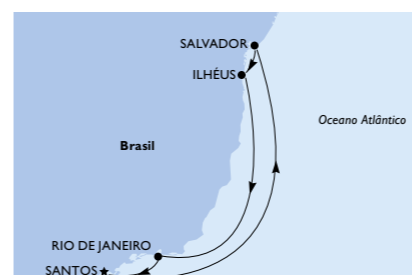 SALVADOR
ILHÉUS
Oceano Atlântico
Brasil
RIO DE JANEIRO
SANTOS